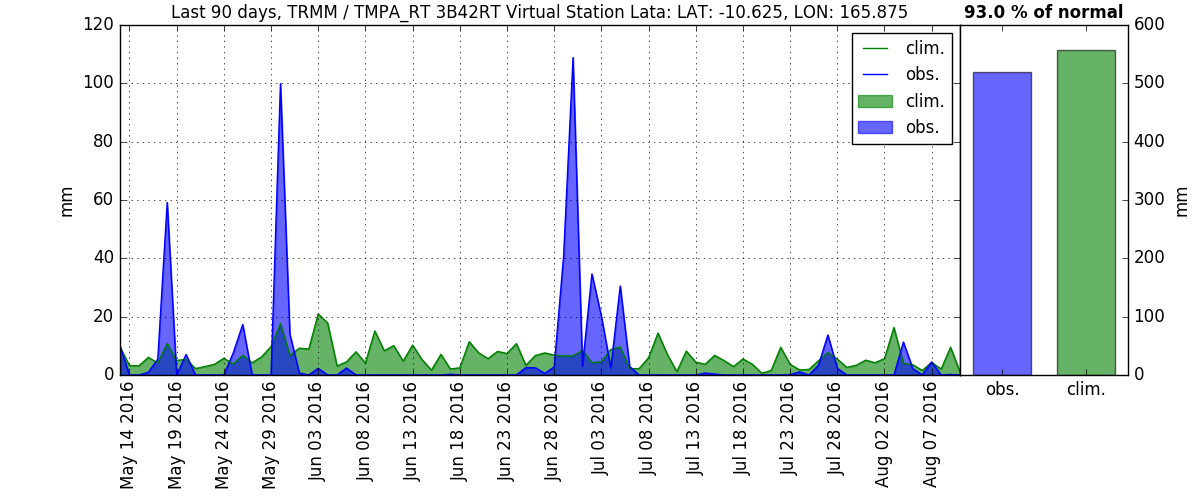 Last 90 days, TRMM / TMPA_RT 3B42RT Virtual Station Lata: LAT: -10.625, LON: 165.875
93.0 % of normal
120
100
80
60
40
20
0
mm
clim.
obs.
clim.
obs.
600
500
400
300
200
100
0
mm
May 14 2016
May 19 2016
May 24 2016
May 29 2016
Jun 03 2016
Jun 08 2016
Jun 13 2016
Jun 18 2016
Jun 23 2016
Jun 28 2016
Jul 03 2016
Jul 08 2016
Jul 13 2016
Jul 18 2016
Jul 23 2016
Jul 28 2016
Aug 02 2016
Aug 07 2016
obs.
clim.